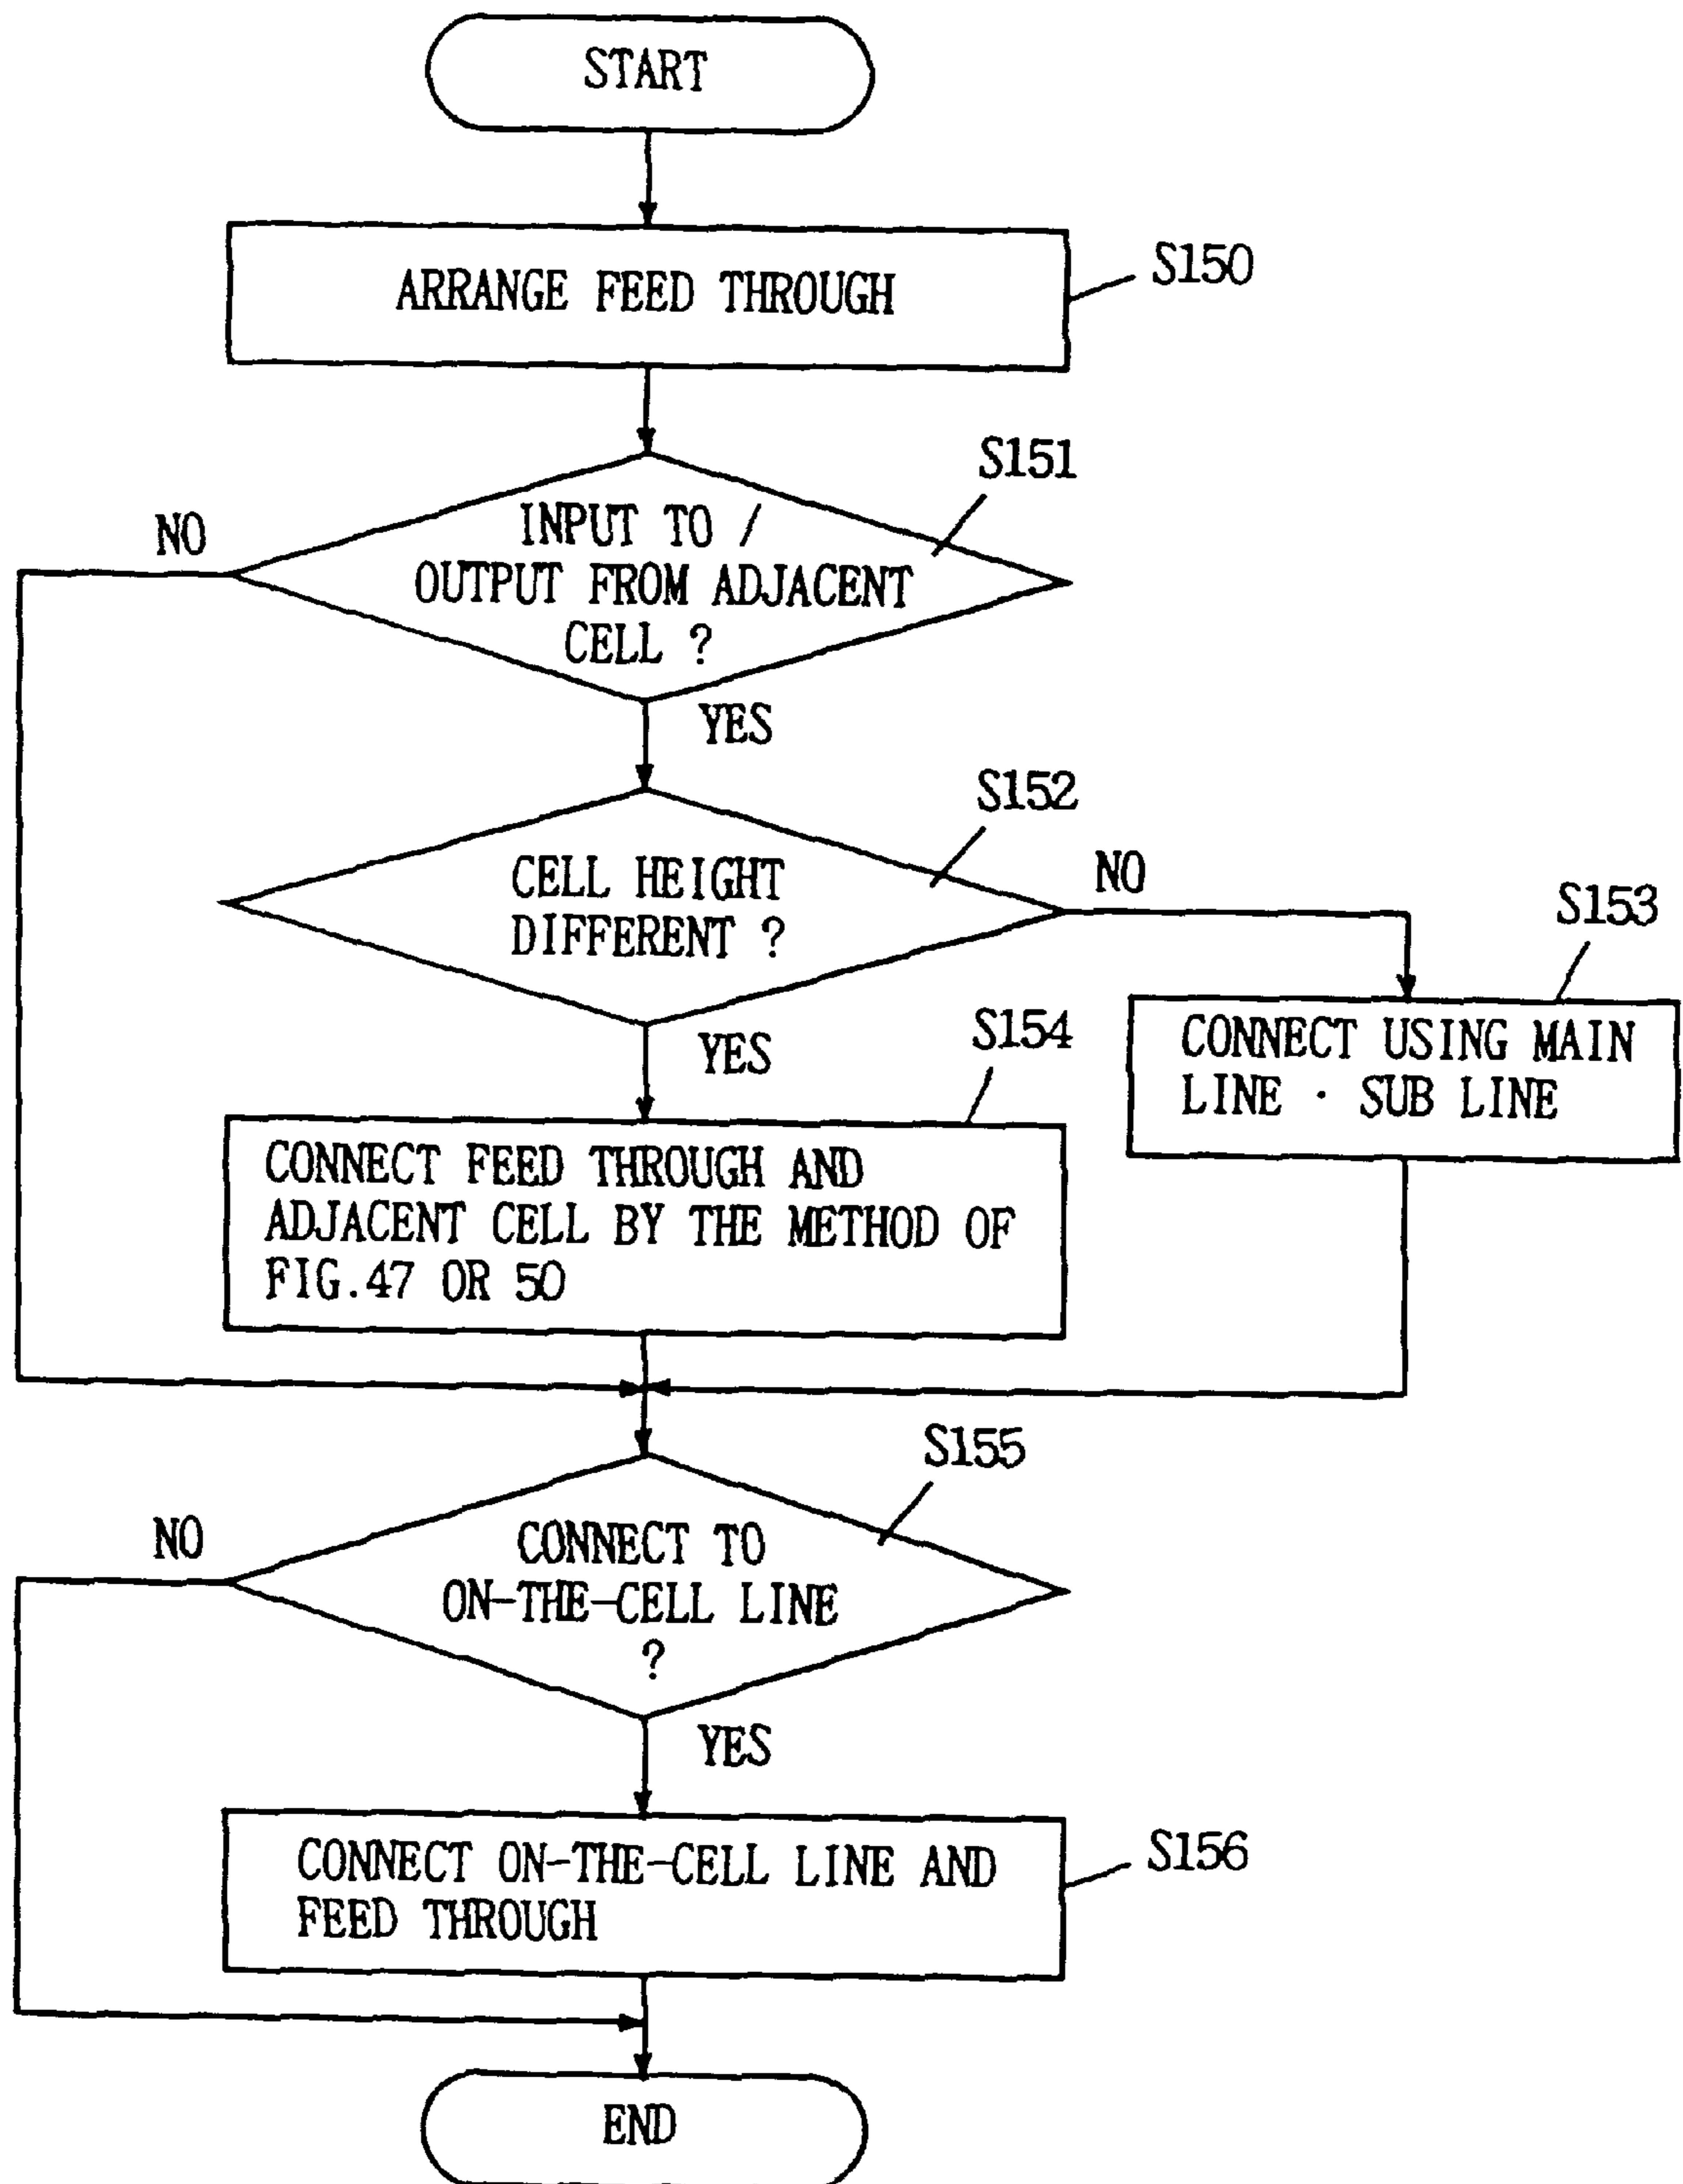 START
ARRANGE FEED THROUGH
S150
S151
NO
INPUT TO /
OUTPUT FROM ADJACENT
CELL ?
YES
S152
CELL HEIGHT
DIFFERENT ?
NO
S153
CONNECT USING MAIN
LINE · SUB LINE
YES
S154
CONNECT FEED THROUGH AND
ADJACENT CELL BY THE METHOD OF
FIG.47 OR 50
S155
NO
CONNECT TO
ON-THE-CELL LINE
?
YES
CONNECT ON-THE-CELL LINE AND
FEED THROUGH
S156
END